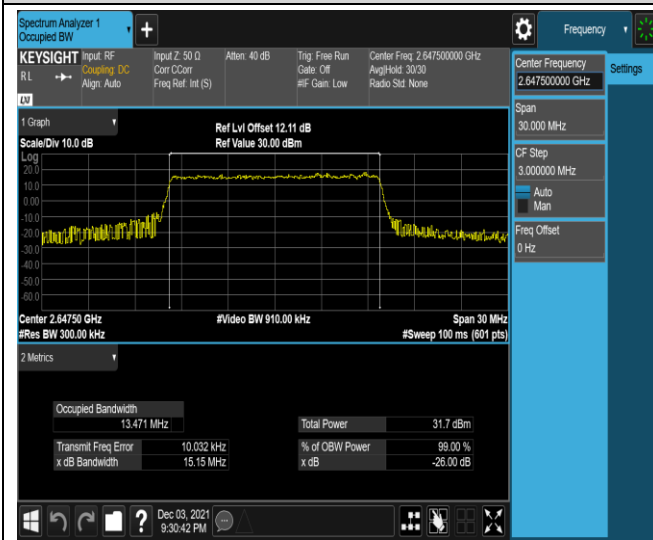 Spectrum Analyzer 1
Occupied BW
+
Frequency
KEYSIGHT
RL
LXI
Input: RF
Coupling: DC
Align: Auto
Input Z: 50 Ω
Corr CCorr
Freq Ref: Int (S)
Atten: 40 dB
Trig: Free Run
Gate: Off
#IF Gain: Low
Center Freq: 2.647500000 GHz
Avg|Hold: 30/30
Radio Std: None
Center Frequency
2.647500000 GHz
Settings
Span
30.000 MHz
CF Step
3.000000 MHz
Auto
Man
Freq Offset
0 Hz
1 Graph
Scale/Div 10.0 dB
Ref Lvl Offset 12.11 dB
Ref Value 30.00 dBm
Log
20.0
10.0
0.00
-10.0
-20.0
-30.0
-40.0
-50.0
-60.0
Center 2.64750 GHz
#Res BW 300.00 kHz
#Video BW 910.00 kHz
Span 30 MHz
#Sweep 100 ms (601 pts)
2 Metrics
Occupied Bandwidth
13.471 MHz
Total Power 31.7 dBm
Transmit Freq Error 10.032 kHz
% of OBW Power 99.00 %
x dB Bandwidth 15.15 MHz
x dB -26.00 dB
?
Dec 03, 2021
9:30:42 PM